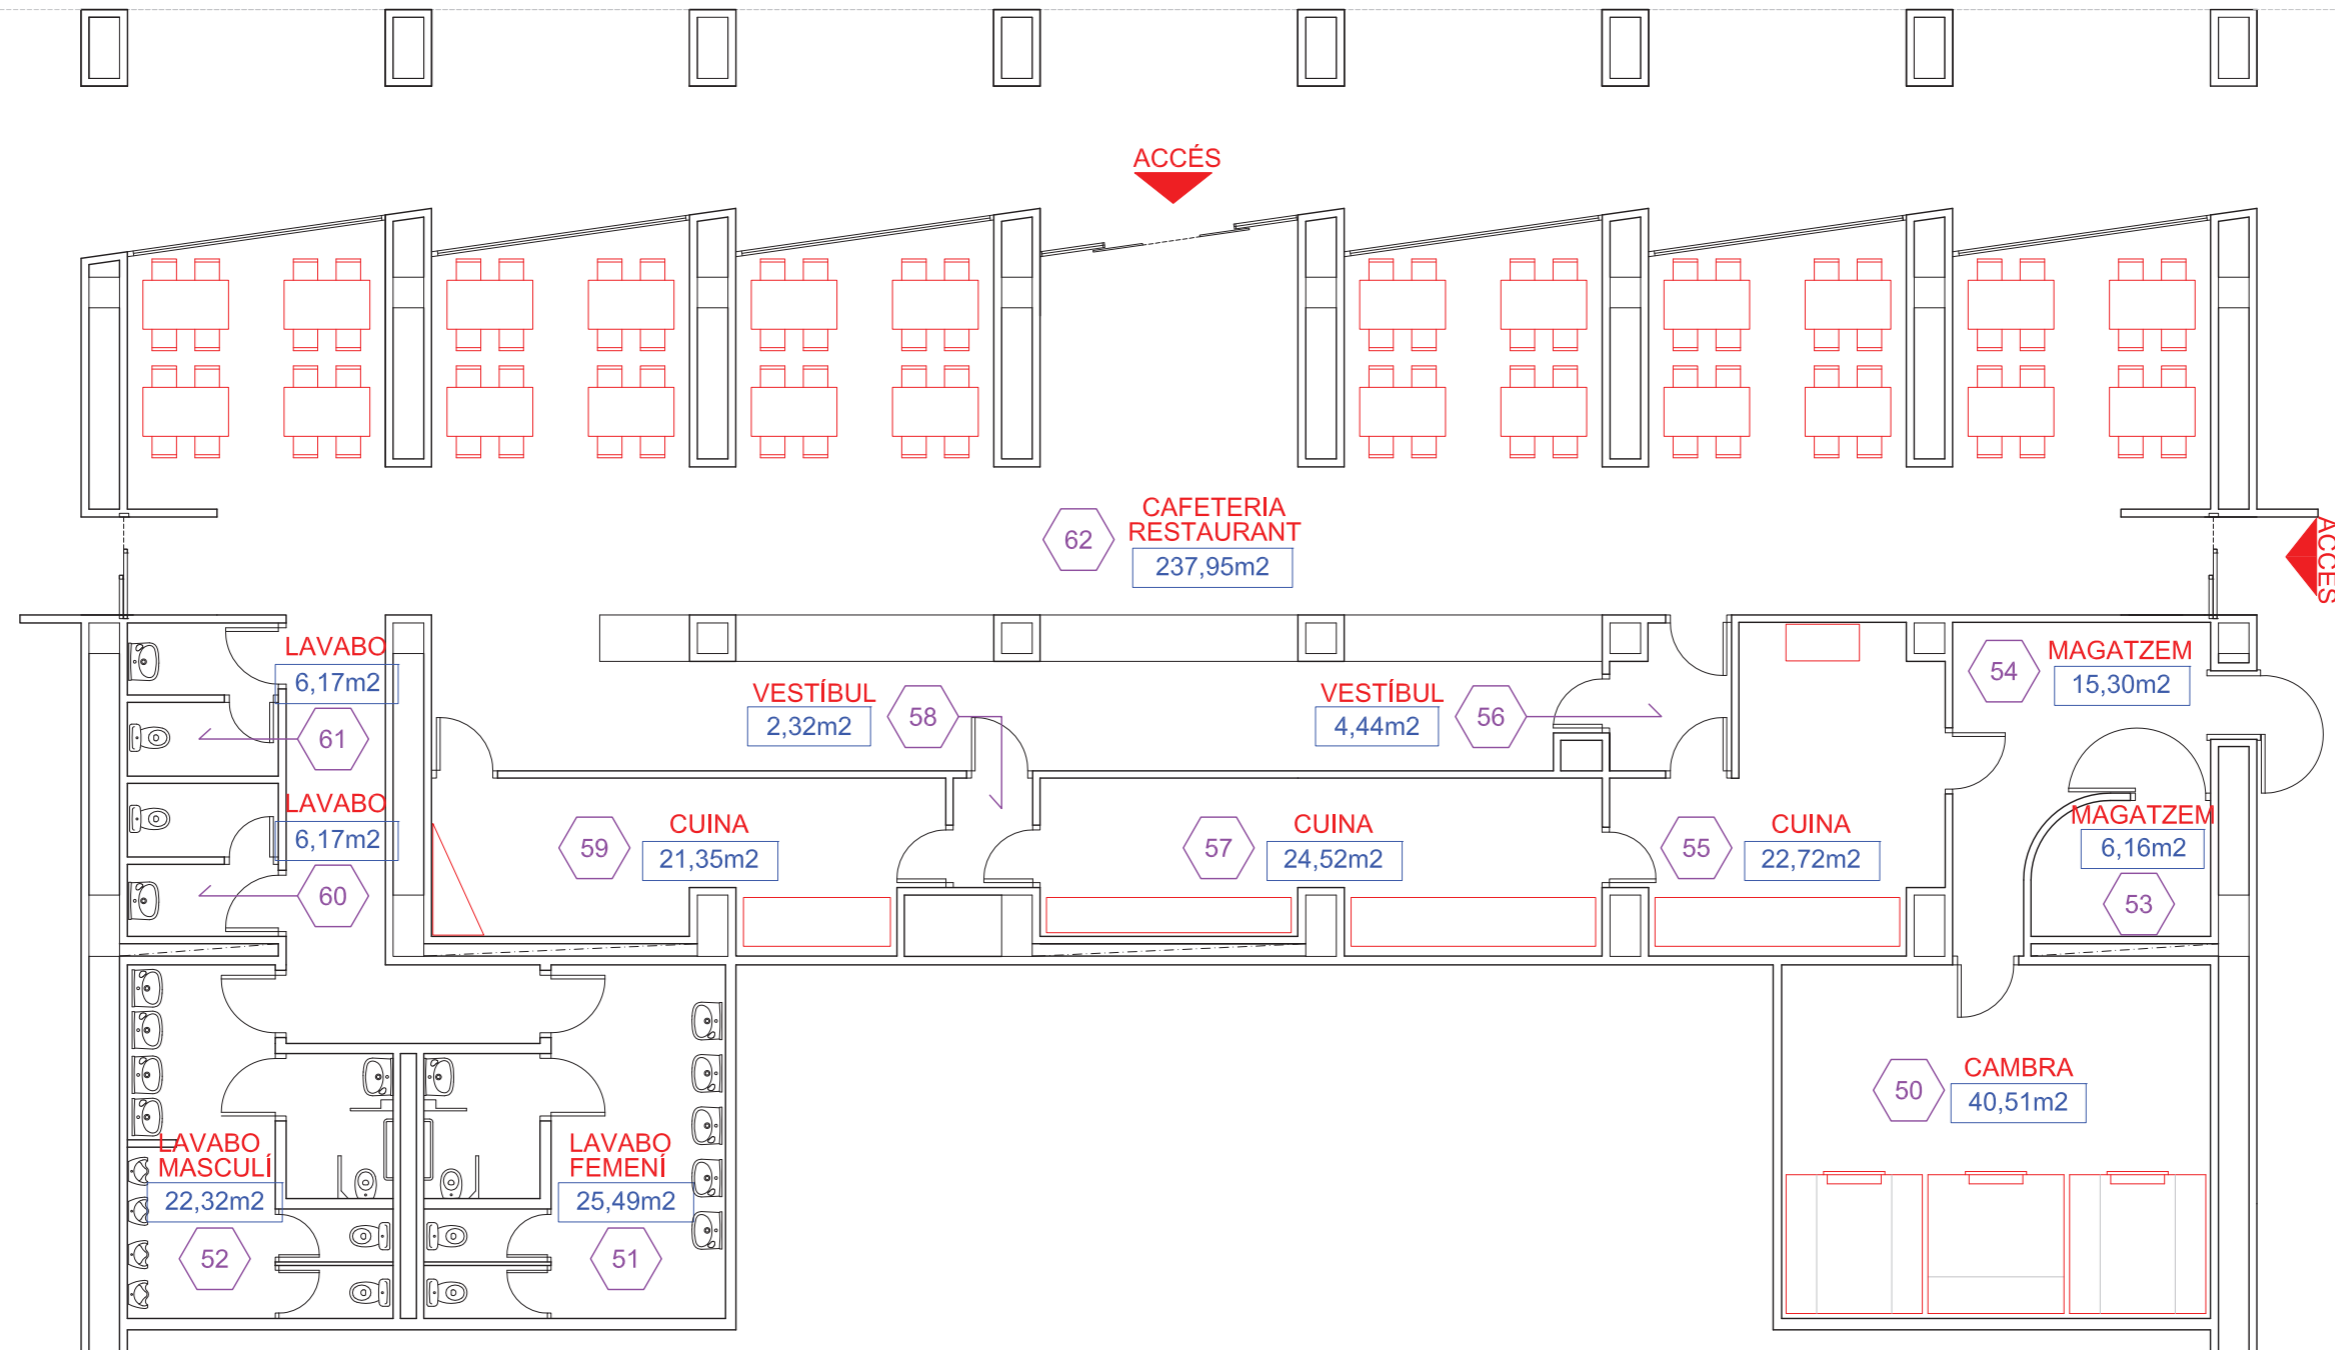 ACCÉS
62
CAFETERIA
RESTAURANT
237,95m2
ACCÉS
LAVABO
6,17m2
61
LAVABO
6,17m2
60
VESTÍBUL
2,32m2
58
VESTÍBUL
4,44m2
56
54
MAGATZEM
15,30m2
59
CUINA
21,35m2
57
CUINA
24,52m2
55
CUINA
22,72m2
MAGATZEM
6,16m2
53
LAVABO
MASCULÍ
22,32m2
52
LAVABO
FEMENÍ
25,49m2
51
50
CAMBRA
40,51m2